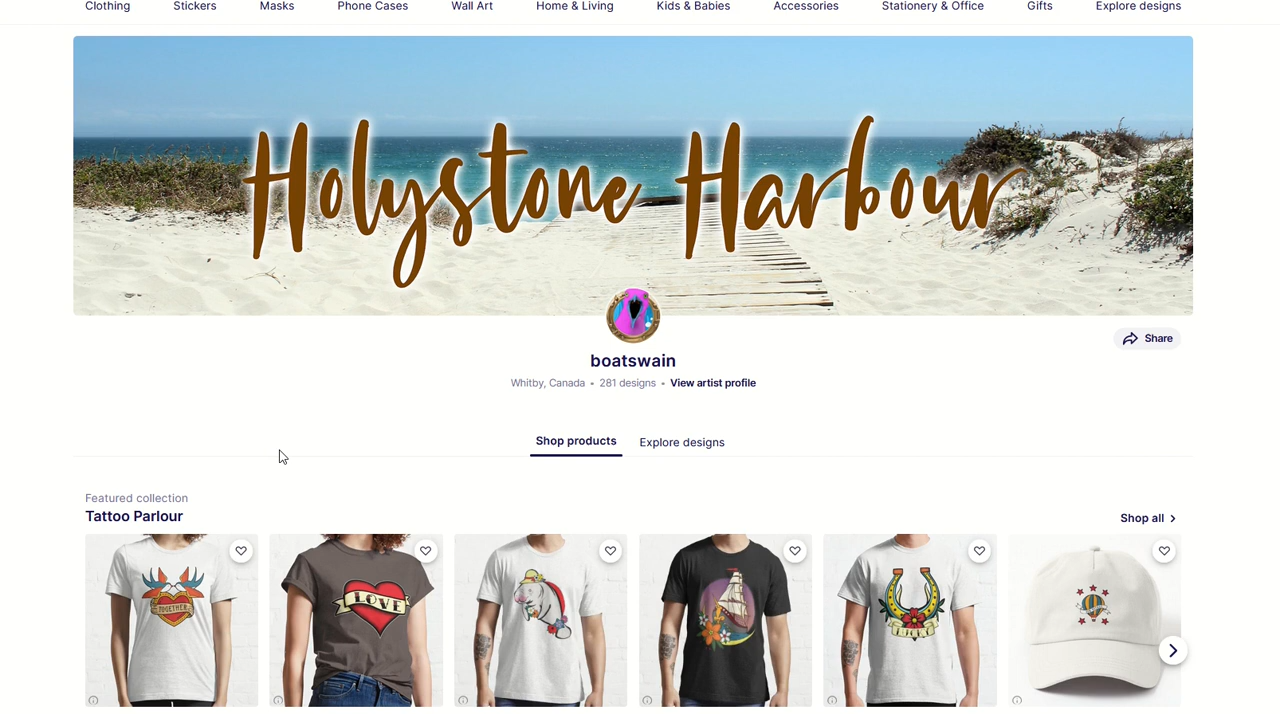 Clothing Stickers Masks Phone Cases Wall Art Home & Living Kids & Babies Accessories Stationery & Office Gifts Explore designs
Holystone Harbour
Share
boatswain
Whitby, Canada • 281 designs • View artist profile
Shop products Explore designs
Featured collection
Tattoo Parlour
Shop all
TOGETHER
LOVE